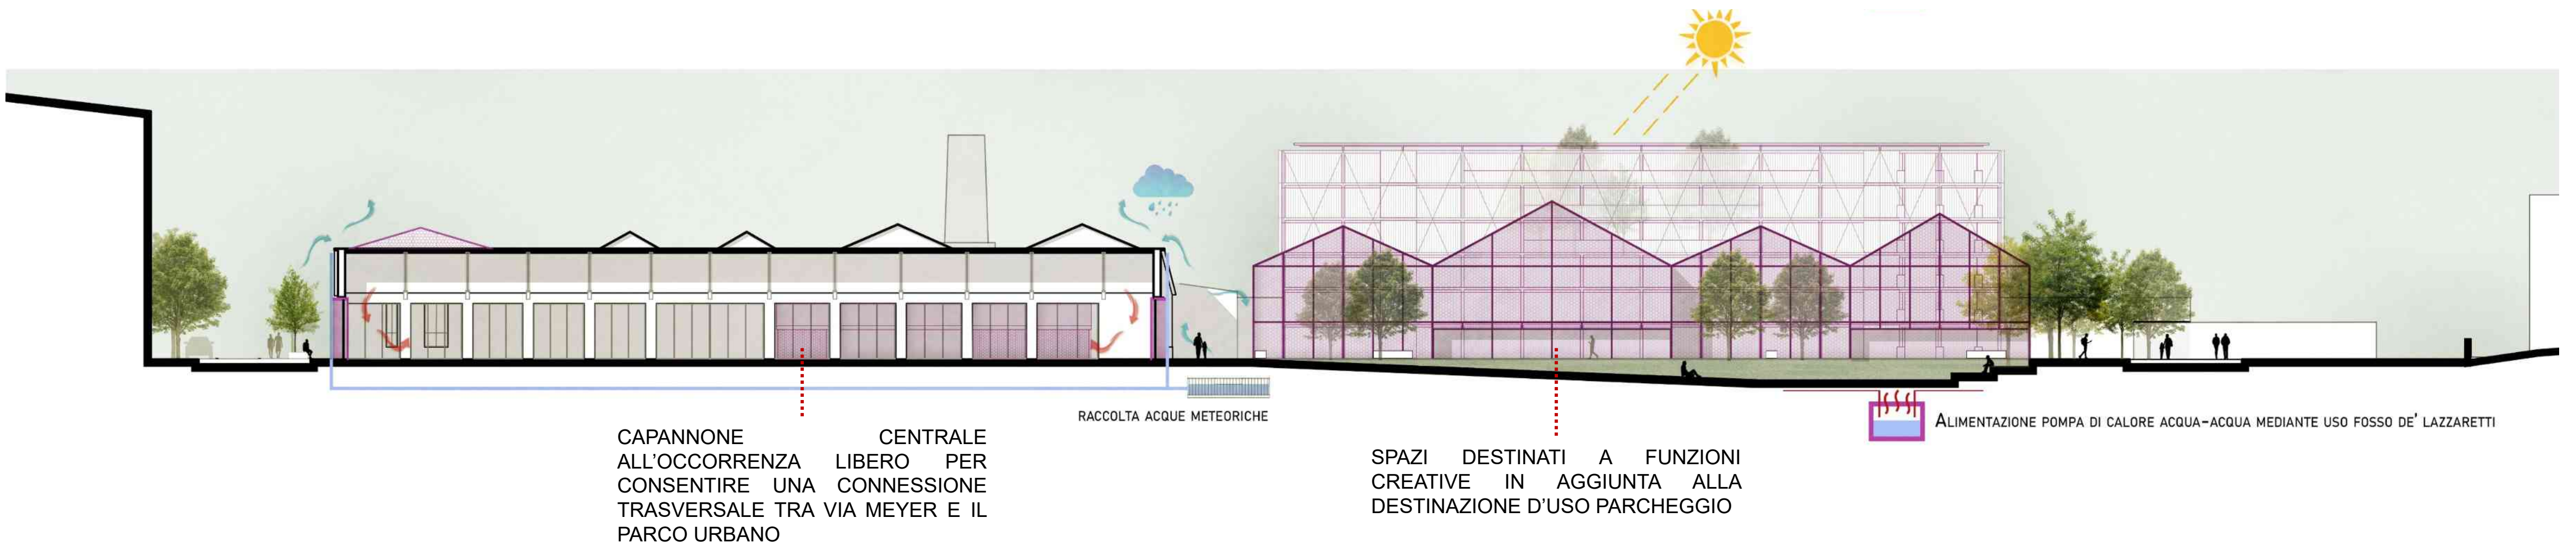 RACCOLTA ACQUE METEORICHE
ALIMENTAZIONE POMPA DI CALORE ACQUA-ACQUA MEDIANTE USO FOSSO DE' LAZZARETTI
CAPANNONE CENTRALE
ALL'OCCORRENZA LIBERO PER
CONSENTIRE UNA CONNESSIONE
TRASVERSALE TRA VIA MEYER E IL
PARCO URBANO
SPAZI DESTINATI A FUNZIONI
CREATIVE IN AGGIUNTA ALLA
DESTINAZIONE D'USO PARCHEGGIO